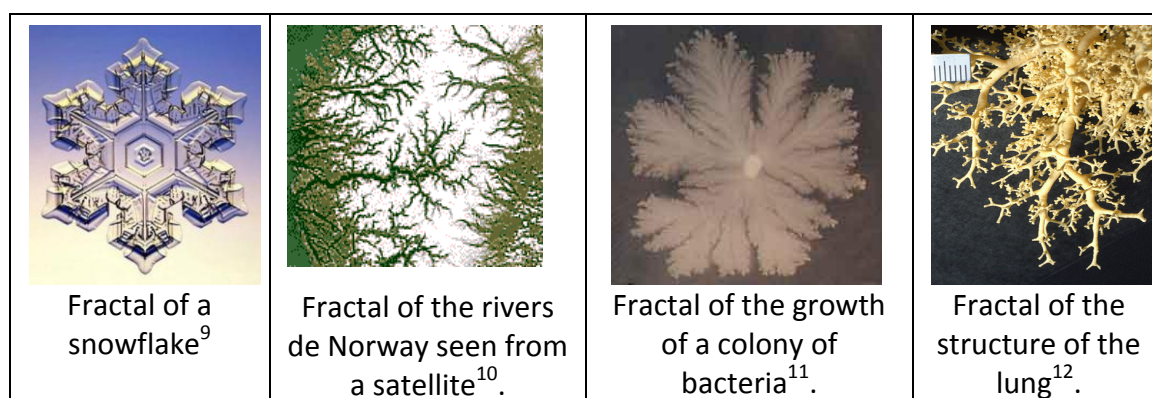 Fractal of a
snowflake9
Fractal of the rivers
de Norway seen from
a satellite10.
Fractal of the growth
of a colony of
bacteria11.
Fractal of the
structure of the
lung12.